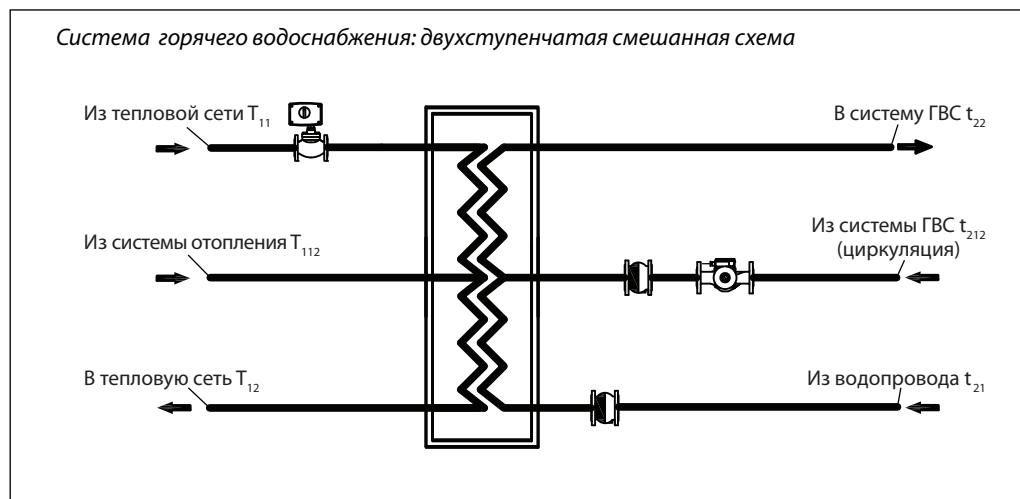 Система горячего водоснабжения: двухступенчатая смешанная схема
Из тепловой сети T₁₁
В систему ГВС t₂₂
Из системы отопления T₁₁₂
Из системы ГВС t₂₁₂
(циркуляция)
В тепловую сеть T₁₂
Из водопровода t₂₁